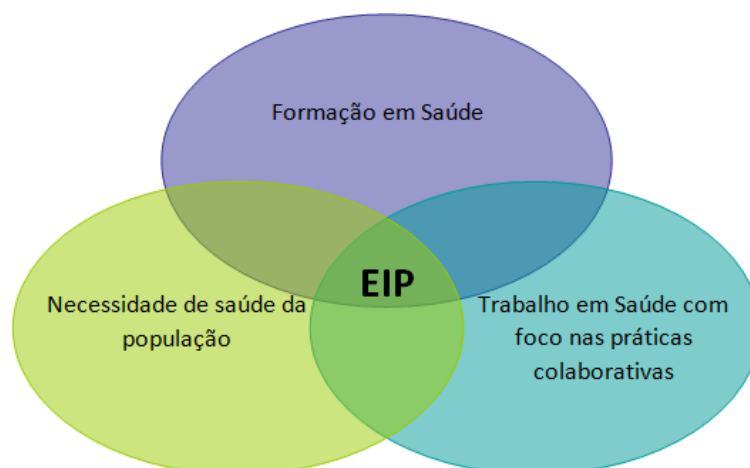 Formação em Saúde
EIP
Necessidade de saúde da
população
Trabalho em Saúde com
foco nas práticas
colaborativas